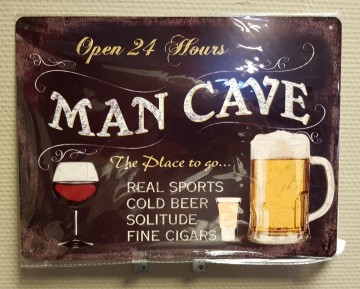 Open 24 Hours
MAN CAVE
The Place to go...
REAL SPORTS
COLD BEER
SOLITUDE
FINE CIGARS